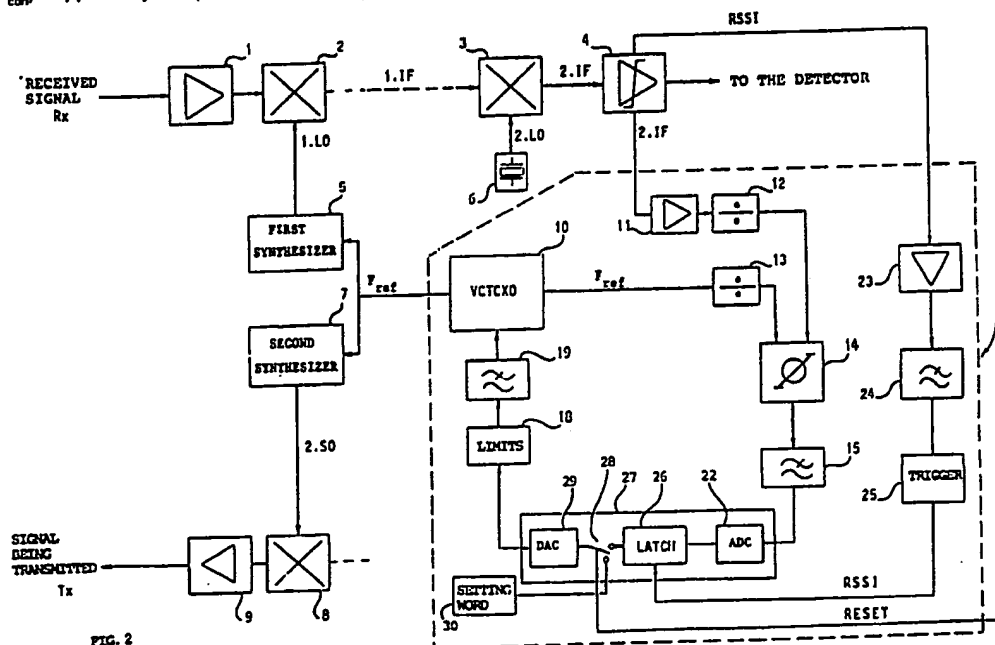 RSSI
1
2
3
4
RECEIVED
SIGNAL
Rx
1.IF
2.IF
TO THE DETECTOR
1.LO
2.LO
2.IF
6
5
FIRST
SYNTHESIZER
10
11
12
VCTCXO
Fref
Fref
13
23
7
SECOND
SYNTHESIZER
19
14
24
18
LIMITS
15
2.SO
28
27
26
22
25
TRIGGER
29
DAC
LATCH
ADC
SIGNAL
BEING
TRANSMITTED
Tx
SETTING
WORD
30
RSSI
RESET
9
8
FIG. 2